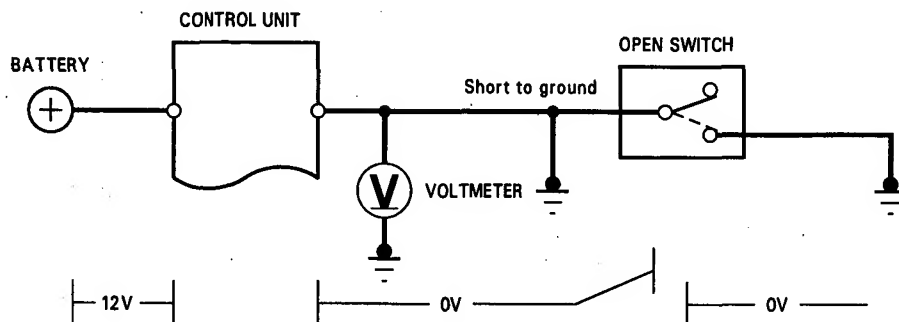 CONTROL UNIT
OPEN SWITCH
BATTERY
Short to ground
+
V
VOLTMETER
12V
0V
0V